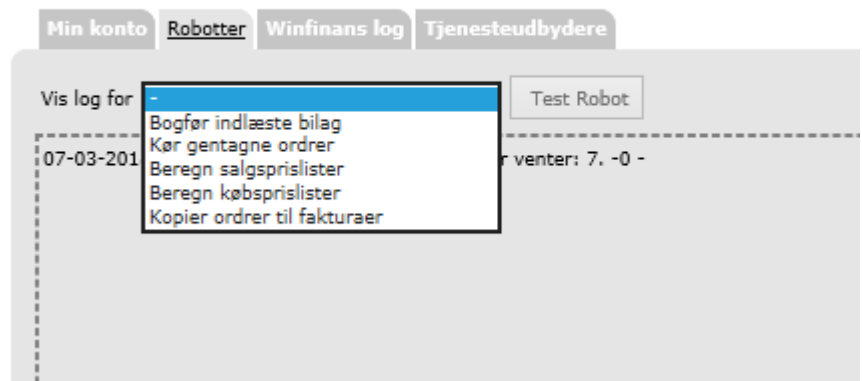 Min konto Robotter Winfinans log Tjenesteudbydere
Vis log for - Test Robot
Bogfør indlæste bilag
Kør gentagne ordrer
07-03-201 r venter: 7. -0 -
Beregn salgsprislister
Beregn købsprislister
Kopier ordrer til fakturaer